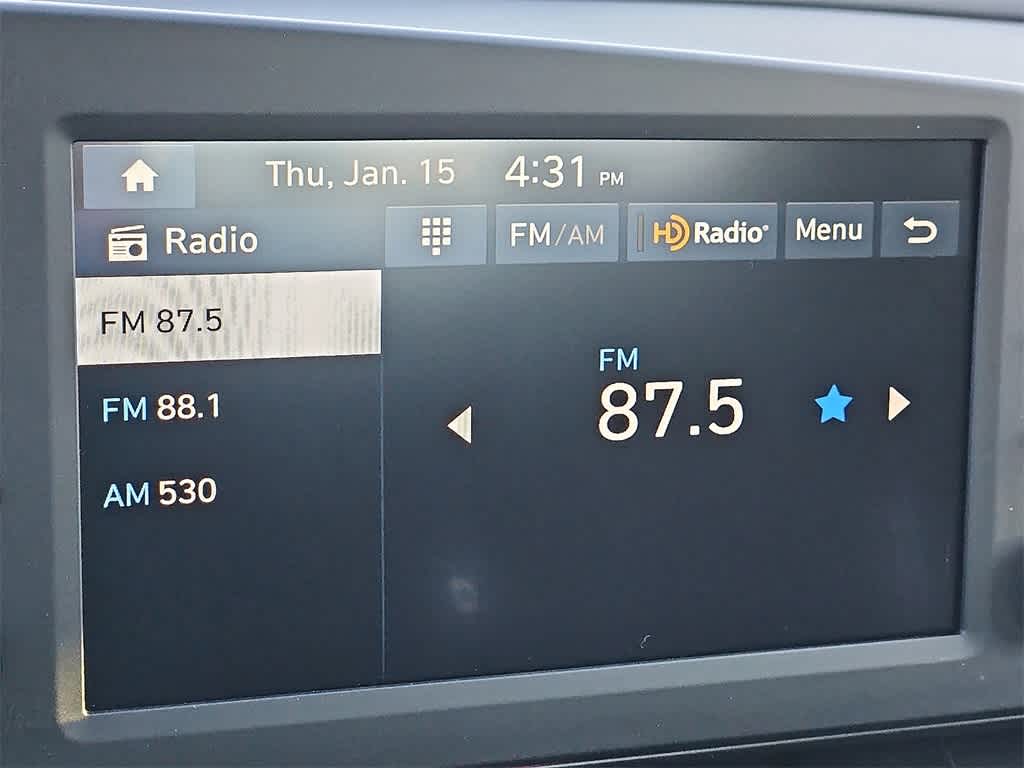 Thu, Jan. 15 4:31 PM
Radio FM/AM HD Radio Menu
FM 87.5
FM 88.1
AM 530
FM
87.5